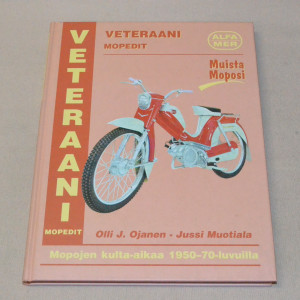 VETERAANI
MOPEDIT
VETERAANI
MOPEDIT
ALFA
MER
Muista
Moposi
Olli J. Ojanen - Jussi Muotiala
Mopojen kulta-aikaa 1950-70-luvuilla